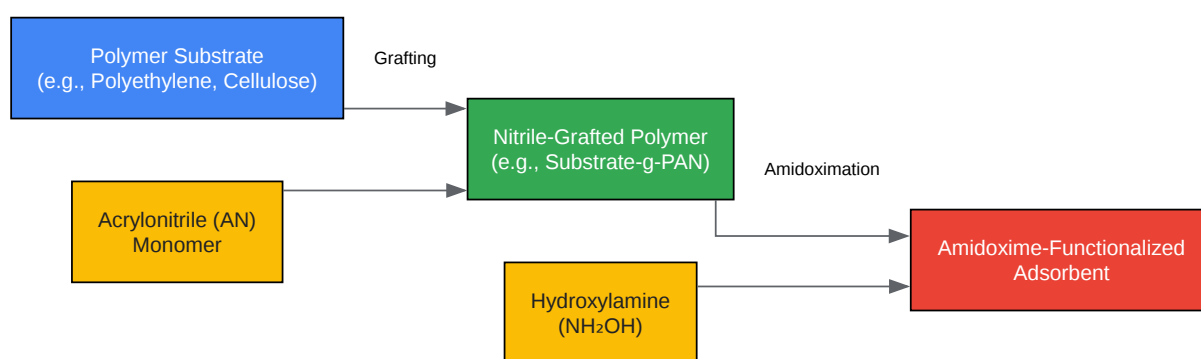 Polymer Substrate
(e.g., Polyethylene, Cellulose)
Grafting
Acrylonitrile (AN)
Monomer
Nitrile-Grafted Polymer
(e.g., Substrate-g-PAN)
Amidoximation
Hydroxylamine
(NH₂OH)
Amidoxime-Functionalized
Adsorbent